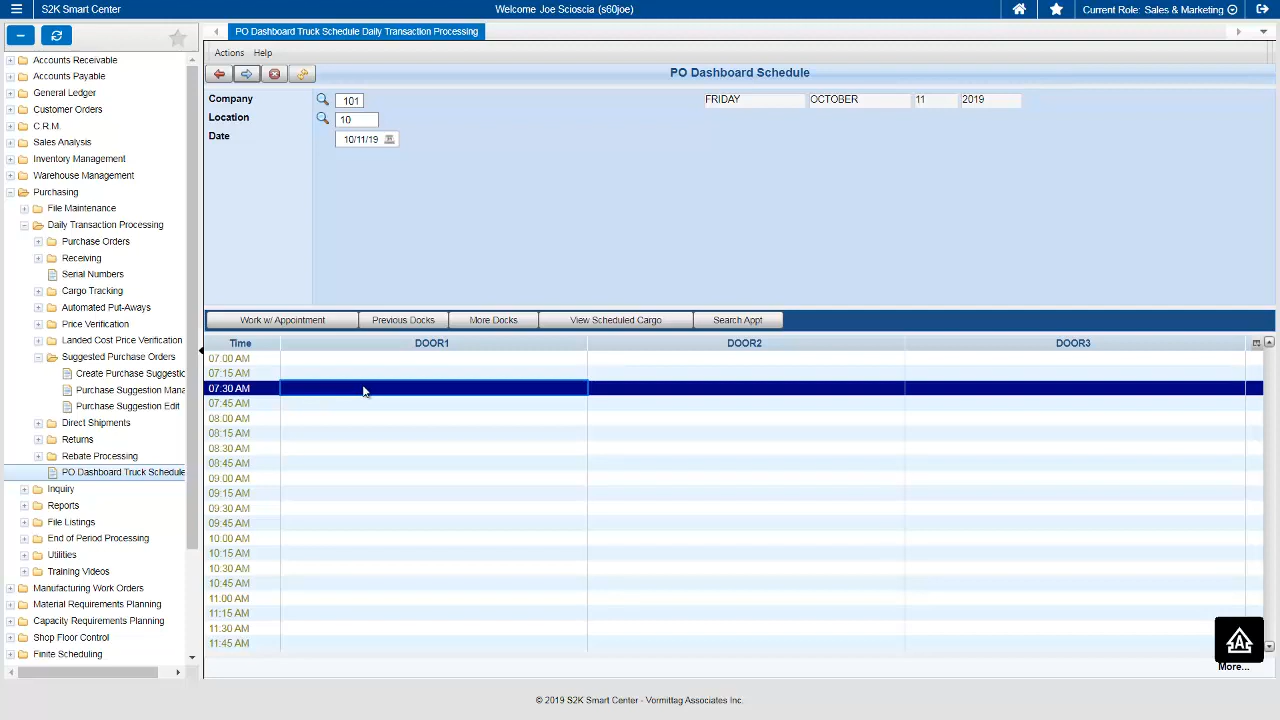 S2K Smart Center
Welcome Joe Scioscia (s60joe)
Current Role: Sales & Marketing
PO Dashboard Truck Schedule Daily Transaction Processing
Actions Help
PO Dashboard Schedule
Company 101
FRIDAY OCTOBER 11 2019
Location 10
Date 10/11/19
Accounts Receivable
Accounts Payable
General Ledger
Customer Orders
C.R.M.
Sales Analysis
Inventory Management
Warehouse Management
Purchasing
File Maintenance
Daily Transaction Processing
Purchase Orders
Receiving
Serial Numbers
Cargo Tracking
Automated Put-Aways
Price Verification
Landed Cost Price Verification
Suggested Purchase Orders
Create Purchase Suggestic
Purchase Suggestion Mana
Purchase Suggestion Edit
Direct Shipments
Returns
Rebate Processing
PO Dashboard Truck Schedule
Inquiry
Reports
File Listings
End of Period Processing
Utilities
Training Videos
Manufacturing Work Orders
Material Requirements Planning
Capacity Requirements Planning
Shop Floor Control
Finite Scheduling
Work w/ Appointment Previous Docks More Docks View Scheduled Cargo Search Appt
Time DOOR1 DOOR2 DOOR3
07.00 AM
07:15 AM
07.30 AM
07:45 AM
08.00 AM
08:15 AM
08.30 AM
08:45 AM
09.00 AM
09:15 AM
09.30 AM
09:45 AM
10.00 AM
10:15 AM
10.30 AM
10:45 AM
11.00 AM
11:15 AM
11.30 AM
11:45 AM
A
More...
© 2019 S2K Smart Center - Vormittag Associates Inc.